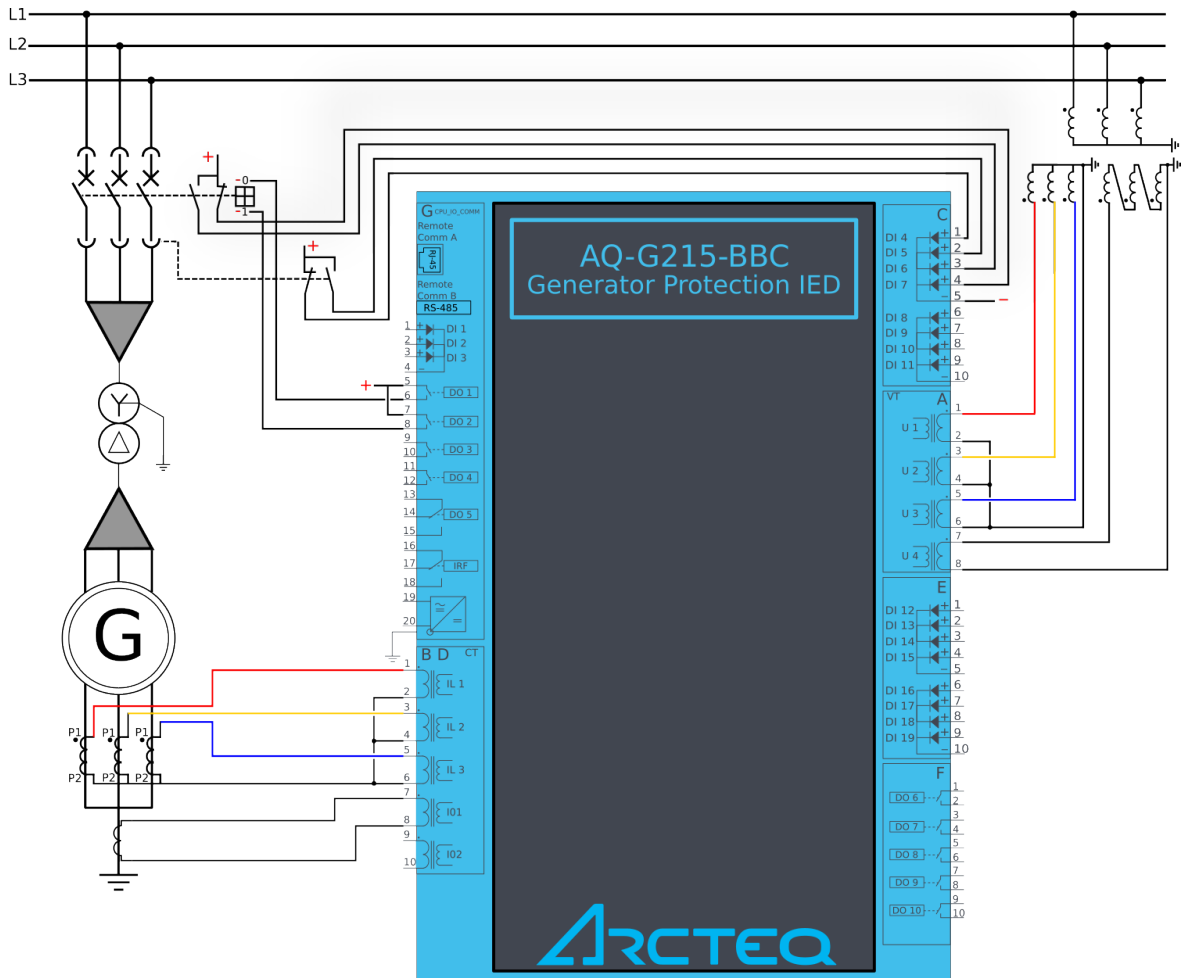 L1
L2
L3
+
-0
-1
+
+
G CPU_IO_COMM
Remote
Comm A
RJ-45
Remote
Comm B
RS-485
1 + DI 1
2 + DI 2
3 + DI 3
4 -
5
6 DO 1
7
8 DO 2
9
10 DO 3
11
12 DO 4
13
14 DO 5
15
16
17 IRF
18
19
20
B D CT
1
IL 1
2
3
IL 2
4
5
IL 3
6
7
I01
8
9
I02
10
Y
G
P1 P1 P1
P2 P2 P2
AQ-G215-BBC
Generator Protection IED
ARCTEQ
C
DI 4 + 1
DI 5 + 2
DI 6 + 3
DI 7 + 4
- 5 -
DI 8 + 6
DI 9 + 7
DI 10 + 8
DI 11 + 9
- 10
VT A
1
U 1
2
3
U 2
4
5
U 3
6
7
U 4
8
E
DI 12 + 1
DI 13 + 2
DI 14 + 3
DI 15 + 4
- 5
DI 16 + 6
DI 17 + 7
DI 18 + 8
DI 19 + 9
- 10
F
1
DO 6 2
3
DO 7 4
5
DO 8 6
7
DO 9 8
9
DO 10 10